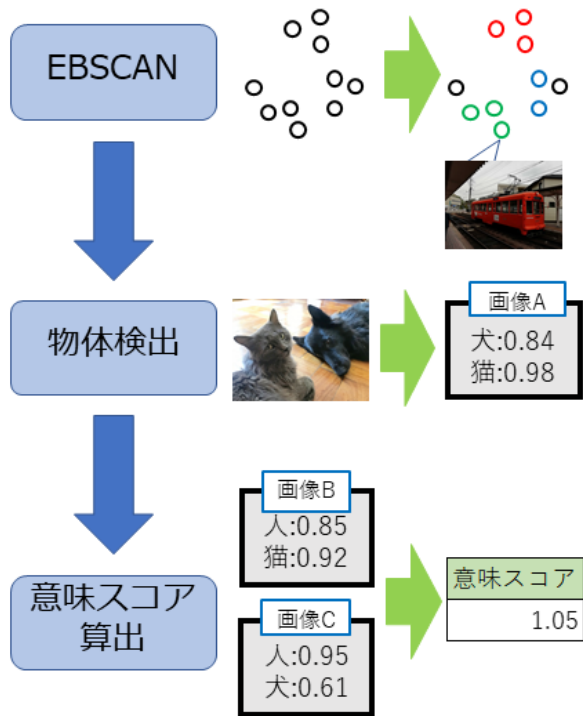 EBSCAN
物体検出
画像A
犬:0.84
猫:0.98
画像B
人:0.85
猫:0.92
意味スコア
算出
画像C
人:0.95
犬:0.61
意味スコア
1.05